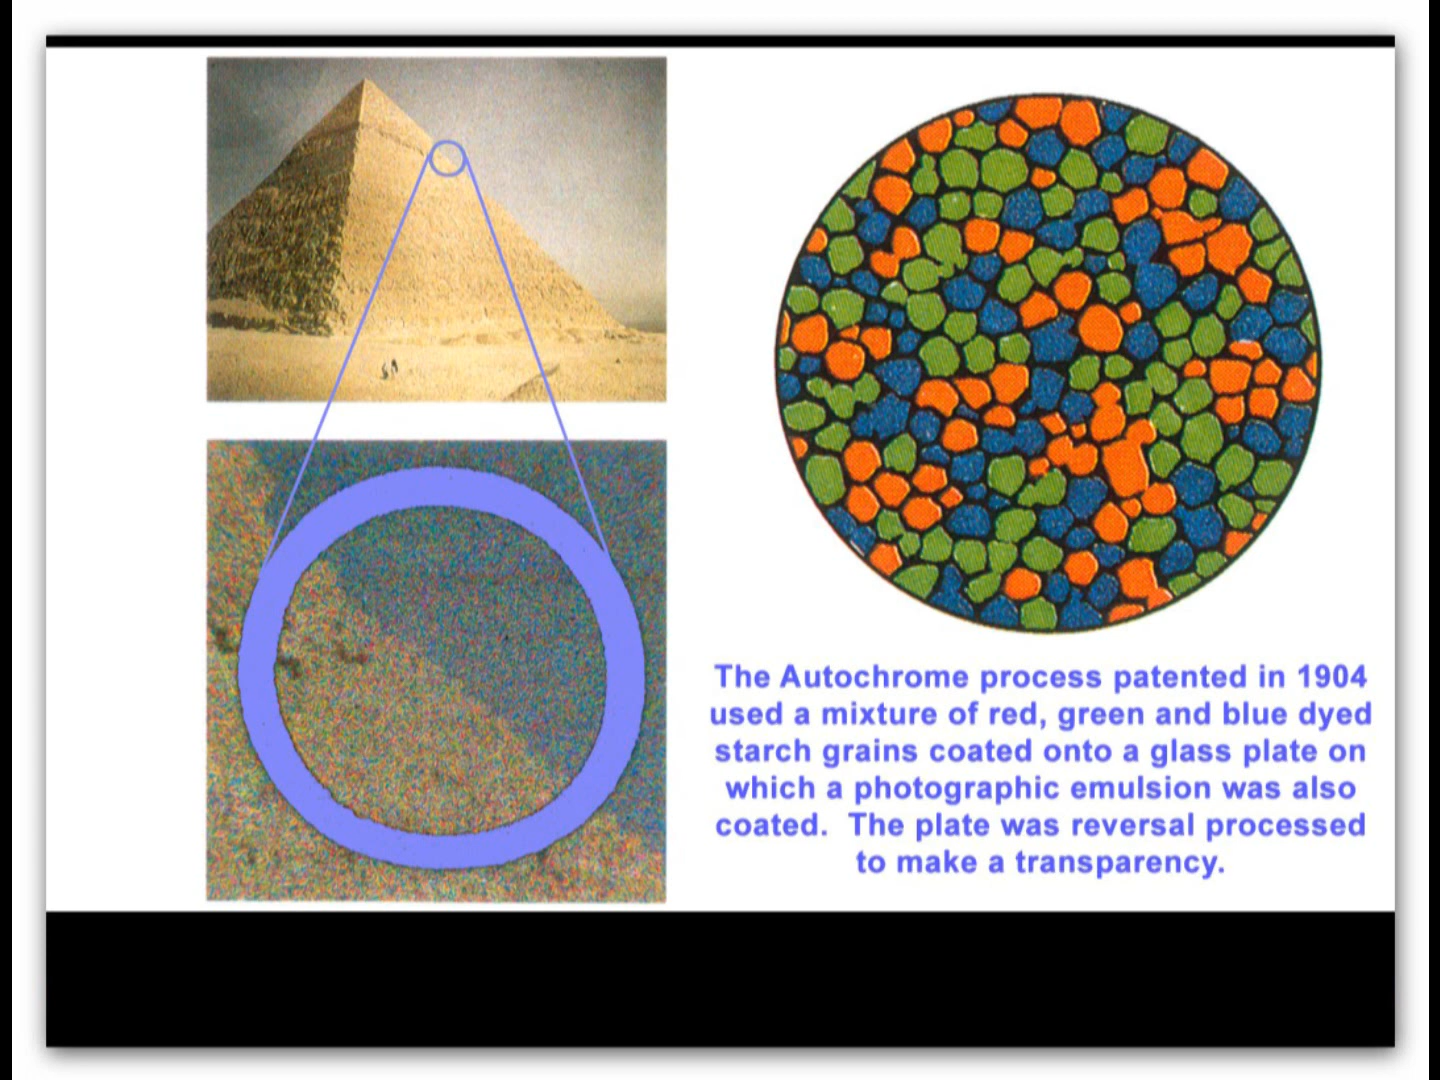 The Autochrome process patented in 1904
used a mixture of red, green and blue dyed
starch grains coated onto a glass plate on
which a photographic emulsion was also
coated.  The plate was reversal processed
to make a transparency.